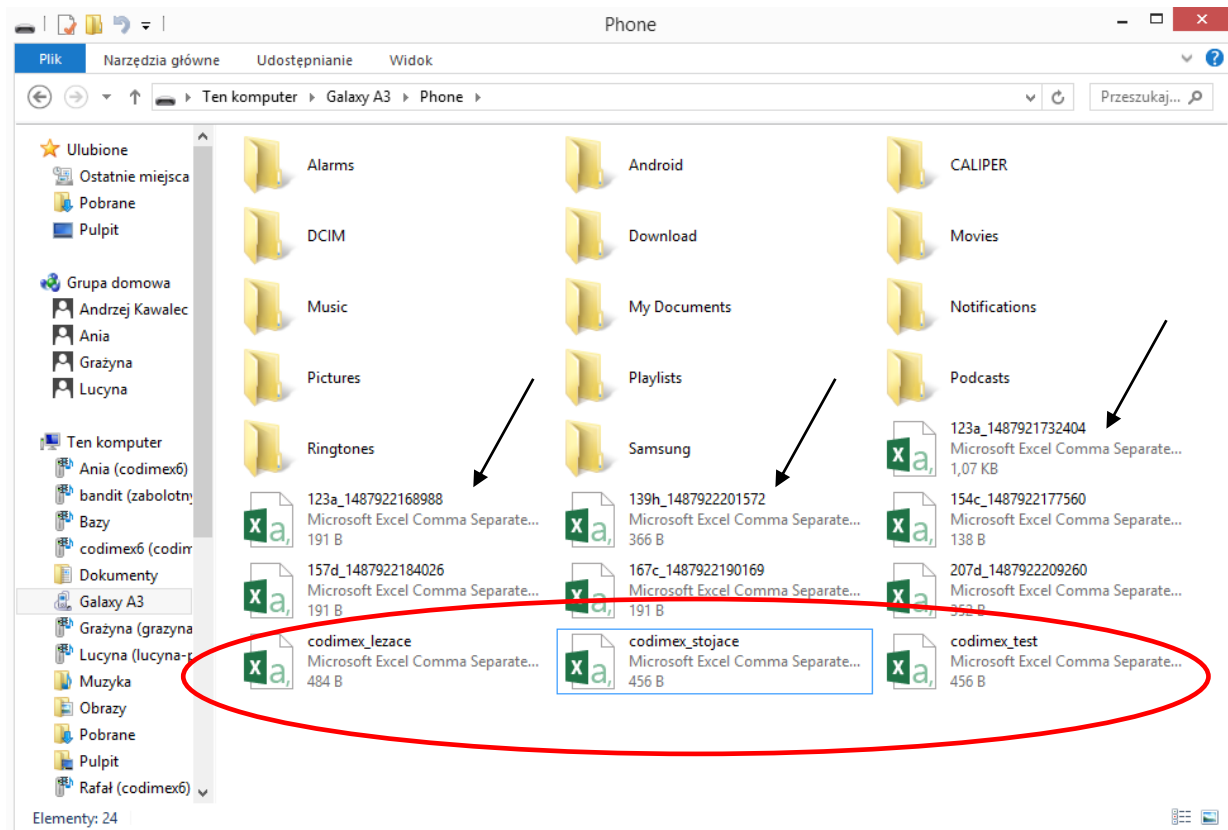 Phone
Plik Narzędzia główne Udostępnianie Widok
Ten komputer Galaxy A3 Phone Przeszukaj...
Ulubione
Ostatnie miejsca
Pobrane
Pulpit
Grupa domowa
Andrzej Kawalec
Ania
Grażyna
Lucyna
Ten komputer
Ania (codimex6)
bandit (zabolotny
Bazy
codimex6 (codim
Dokumenty
Galaxy A3
Grażyna (grazyna
Lucyna (lucyna-
Muzyka
Obrazy
Pobrane
Pulpit
Rafał (codimex6)
Alarms Android CALIPER
DCIM Download Movies
Music My Documents Notifications
Pictures Playlists Podcasts
Ringtones Samsung 123a_1487921732404
Microsoft Excel Comma Separate...
1,07 KB
123a_1487922168988 139h_1487922201572 154c_1487922177560
Microsoft Excel Comma Separate... Microsoft Excel Comma Separate... Microsoft Excel Comma Separate...
191 B 366 B 138 B
157d_1487922184026 167c_1487922190169 207d_1487922209260
Microsoft Excel Comma Separate... Microsoft Excel Comma Separate... Microsoft Excel Comma Separate...
191 B 191 B 352 B
codimex_lezace codimex_stojace codimex_test
Microsoft Excel Comma Separate... Microsoft Excel Comma Separate... Microsoft Excel Comma Separate...
484 B 456 B 456 B
Elementy: 24